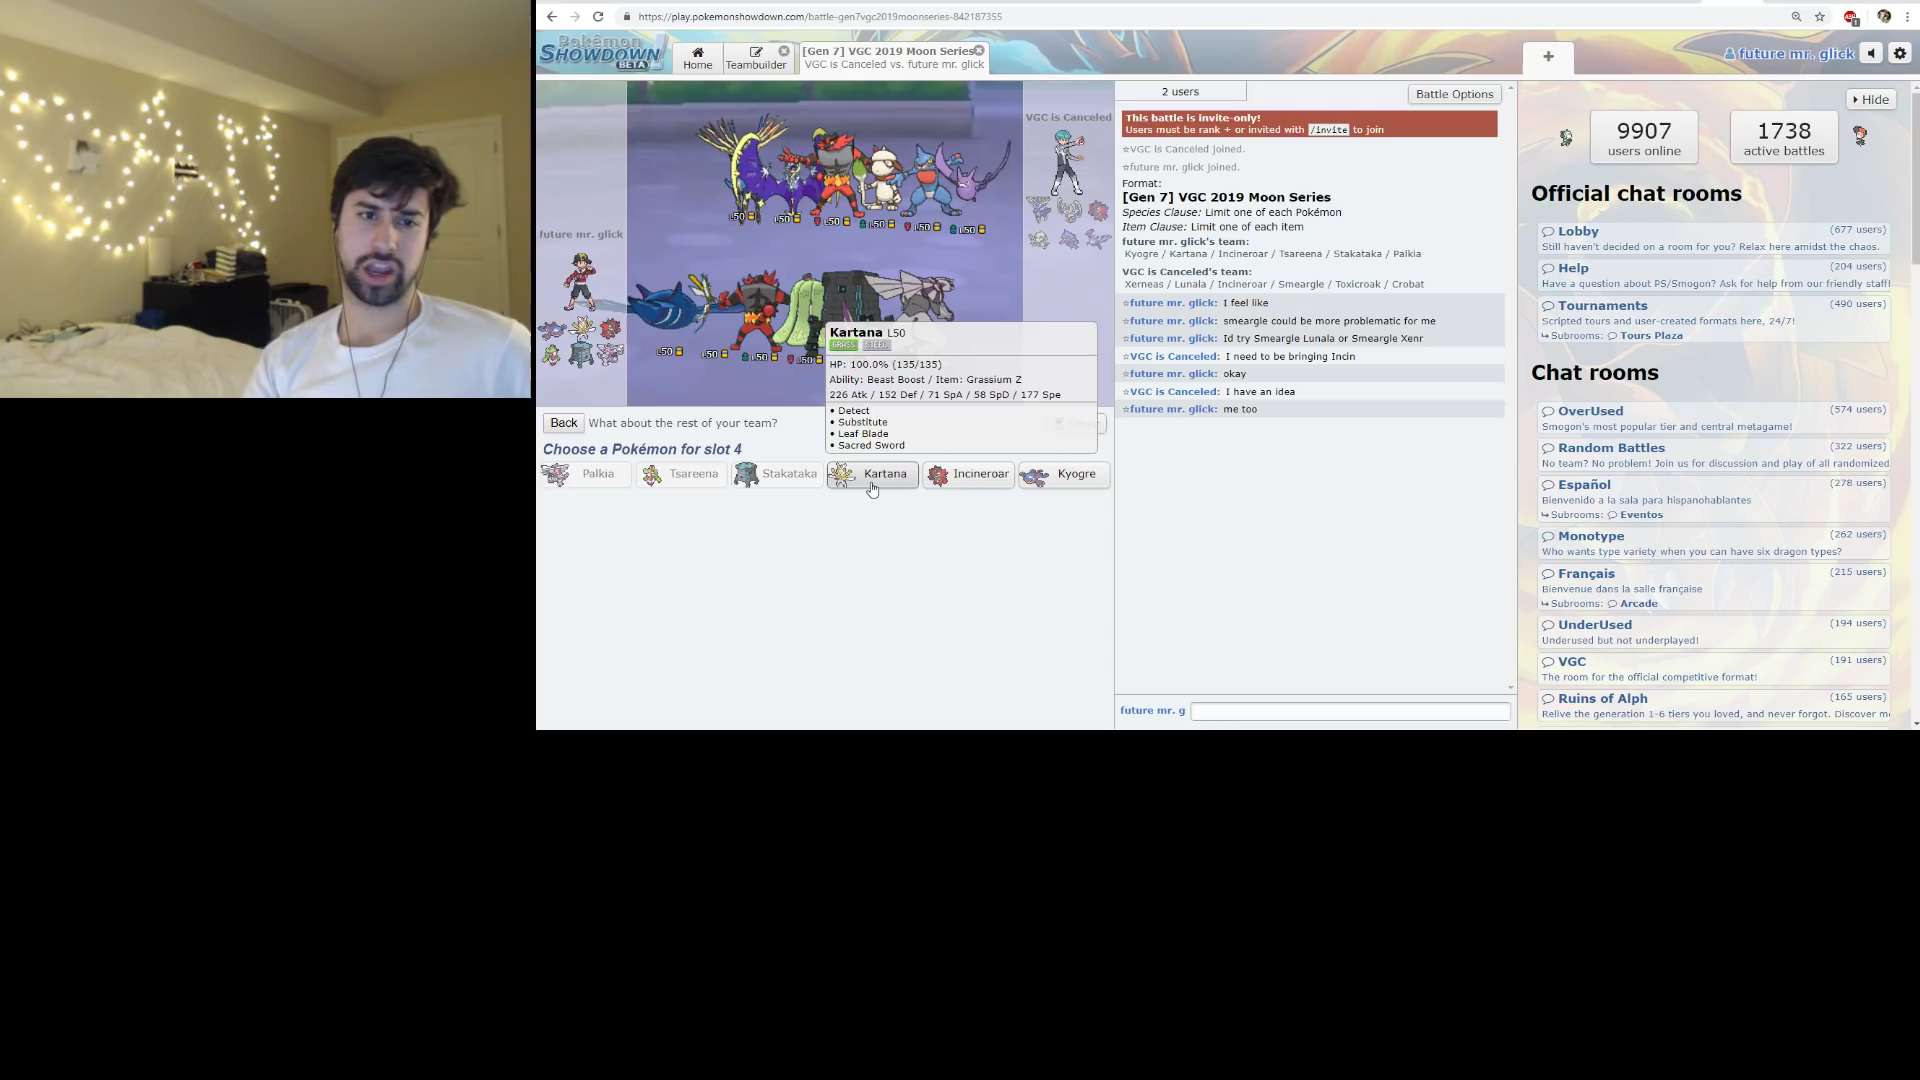 https://play.pokemonshowdown.com/battle-gen7vgc2019moonseries-842187355
Pokémon
SHOWDOWN
BETA
Home
Teambuilder
[Gen 7] VGC 2019 Moon Series
VGC is Canceled vs. future mr. glick
+
future mr. glick
future mr. glick
VGC is Canceled
L50
L50
L50
L50
L50
L50
L50
L50
L50
L50
Kartana L50
GRASS STEEL
HP: 100.0% (135/135)
Ability: Beast Boost / Item: Grassium Z
226 Atk / 152 Def / 71 SpA / 58 SpD / 177 Spe
• Detect
• Substitute
• Leaf Blade
• Sacred Sword
Back What about the rest of your team?
Choose a Pokémon for slot 4
Palkia
Tsareena
Stakataka
Kartana
Incineroar
Kyogre
2 users
Battle Options
This battle is invite-only!
Users must be rank + or invited with /invite to join
☆VGC is Canceled joined.
☆future mr. glick joined.
Format:
[Gen 7] VGC 2019 Moon Series
Species Clause: Limit one of each Pokémon
Item Clause: Limit one of each item
future mr. glick's team:
Kyogre / Kartana / Incineroar / Tsareena / Stakataka / Palkia
VGC is Canceled's team:
Xerneas / Lunala / Incineroar / Smeargle / Toxicroak / Crobat
☆future mr. glick: I feel like
☆future mr. glick: smeargle could be more problematic for me
☆future mr. glick: Id try Smeargle Lunala or Smeargle Xenr
☆VGC is Canceled: I need to be bringing Incin
☆future mr. glick: okay
☆VGC is Canceled: I have an idea
☆future mr. glick: me too
future mr. g
Hide
9907
users online
1738
active battles
Official chat rooms
Lobby (677 users)
Still haven't decided on a room for you? Relax here amidst the chaos.
Help (204 users)
Have a question about PS/Smogon? Ask for help from our friendly staff!
Tournaments (490 users)
Scripted tours and user-created formats here, 24/7!
↳Subrooms: Tours Plaza
Chat rooms
OverUsed (574 users)
Smogon's most popular tier and central metagame!
Random Battles (322 users)
No team? No problem! Join us for discussion and play of all randomized
Español (278 users)
Bienvenido a la sala para hispanohablantes
↳Subrooms: Eventos
Monotype (262 users)
Who wants type variety when you can have six dragon types?
Français (215 users)
Bienvenue dans la salle française
↳Subrooms: Arcade
UnderUsed (194 users)
Underused but not underplayed!
VGC (191 users)
The room for the official competitive format!
Ruins of Alph (165 users)
Relive the generation 1-6 tiers you loved, and never forgot. Discover m